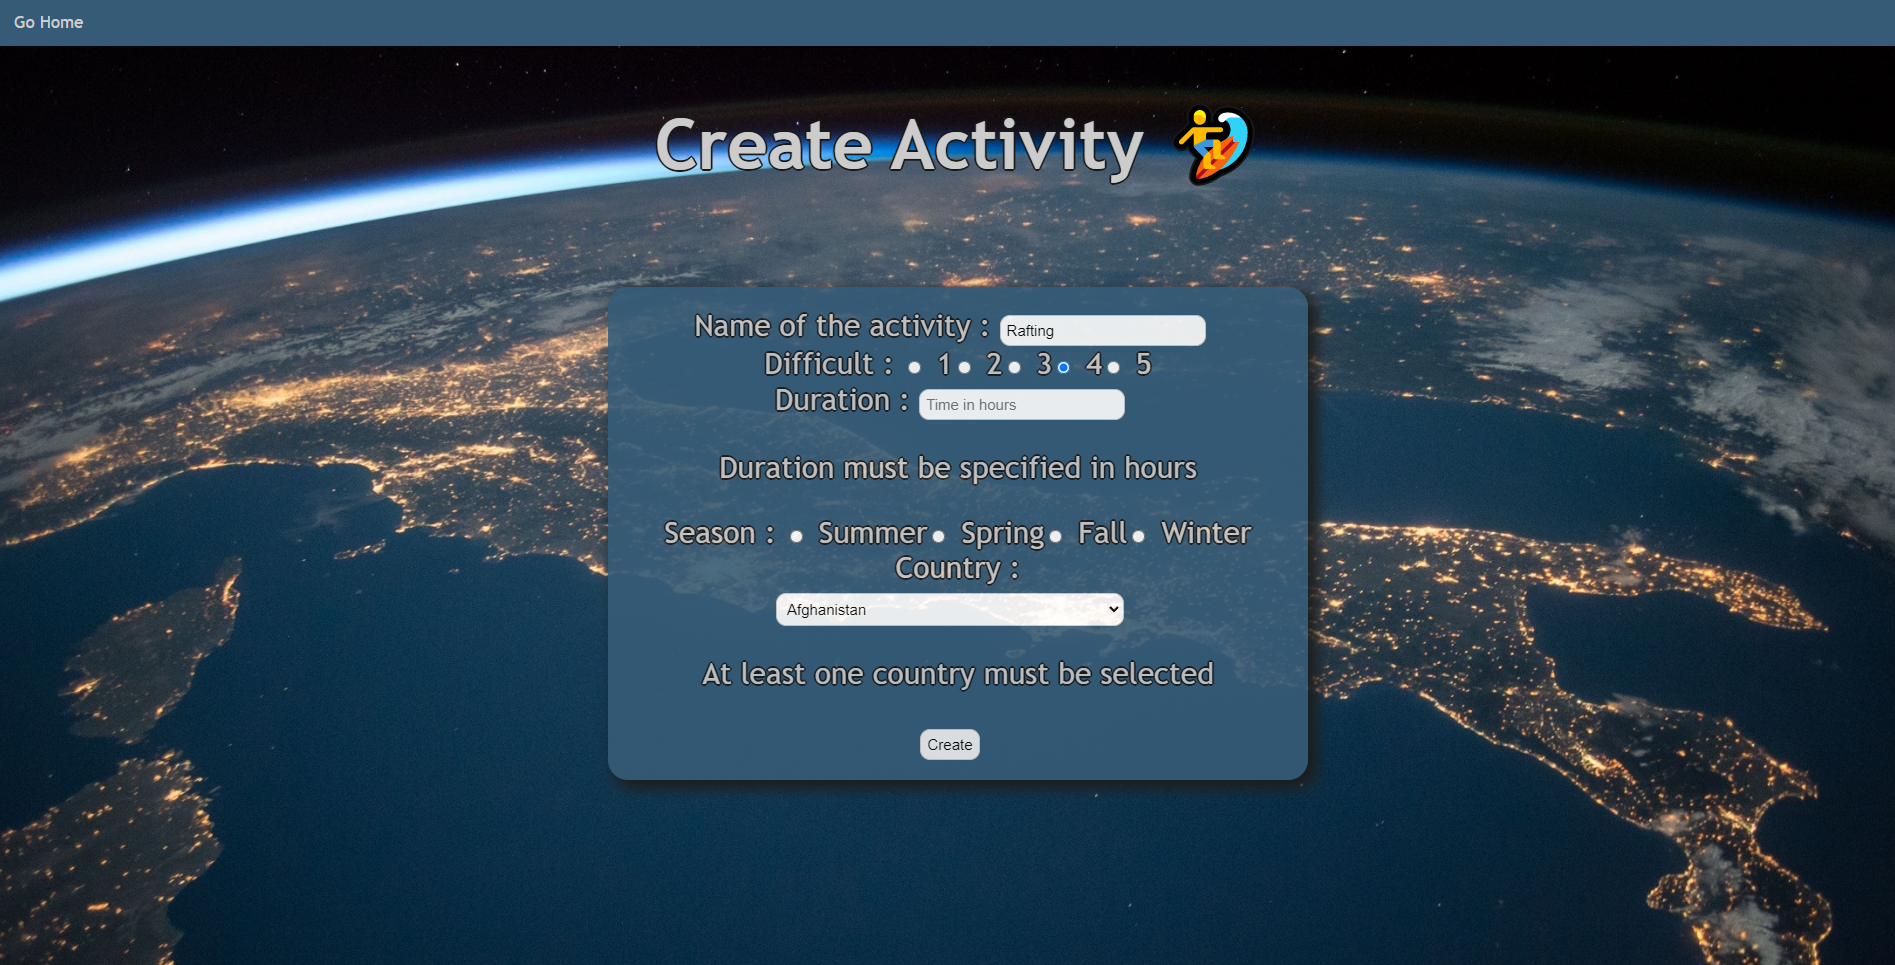 Go Home
Create Activity
Name of the activity : Rafting
Difficult : 1 2 3 4 5
Duration : Time in hours
Duration must be specified in hours
Season : Summer Spring Fall Winter
Country :
Afghanistan
At least one country must be selected
Create